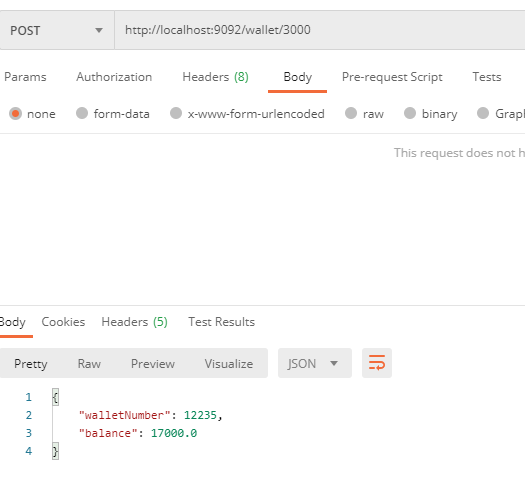 POST http://localhost:9092/wallet/3000
Params Authorization Headers (8) Body Pre-request Script Tests
none form-data x-www-form-urlencoded raw binary Grap
This request does not h
Body Cookies Headers (5) Test Results
Pretty Raw Preview Visualize JSON
1 {
2 "walletNumber": 12235,
3 "balance": 17000.0
4 }